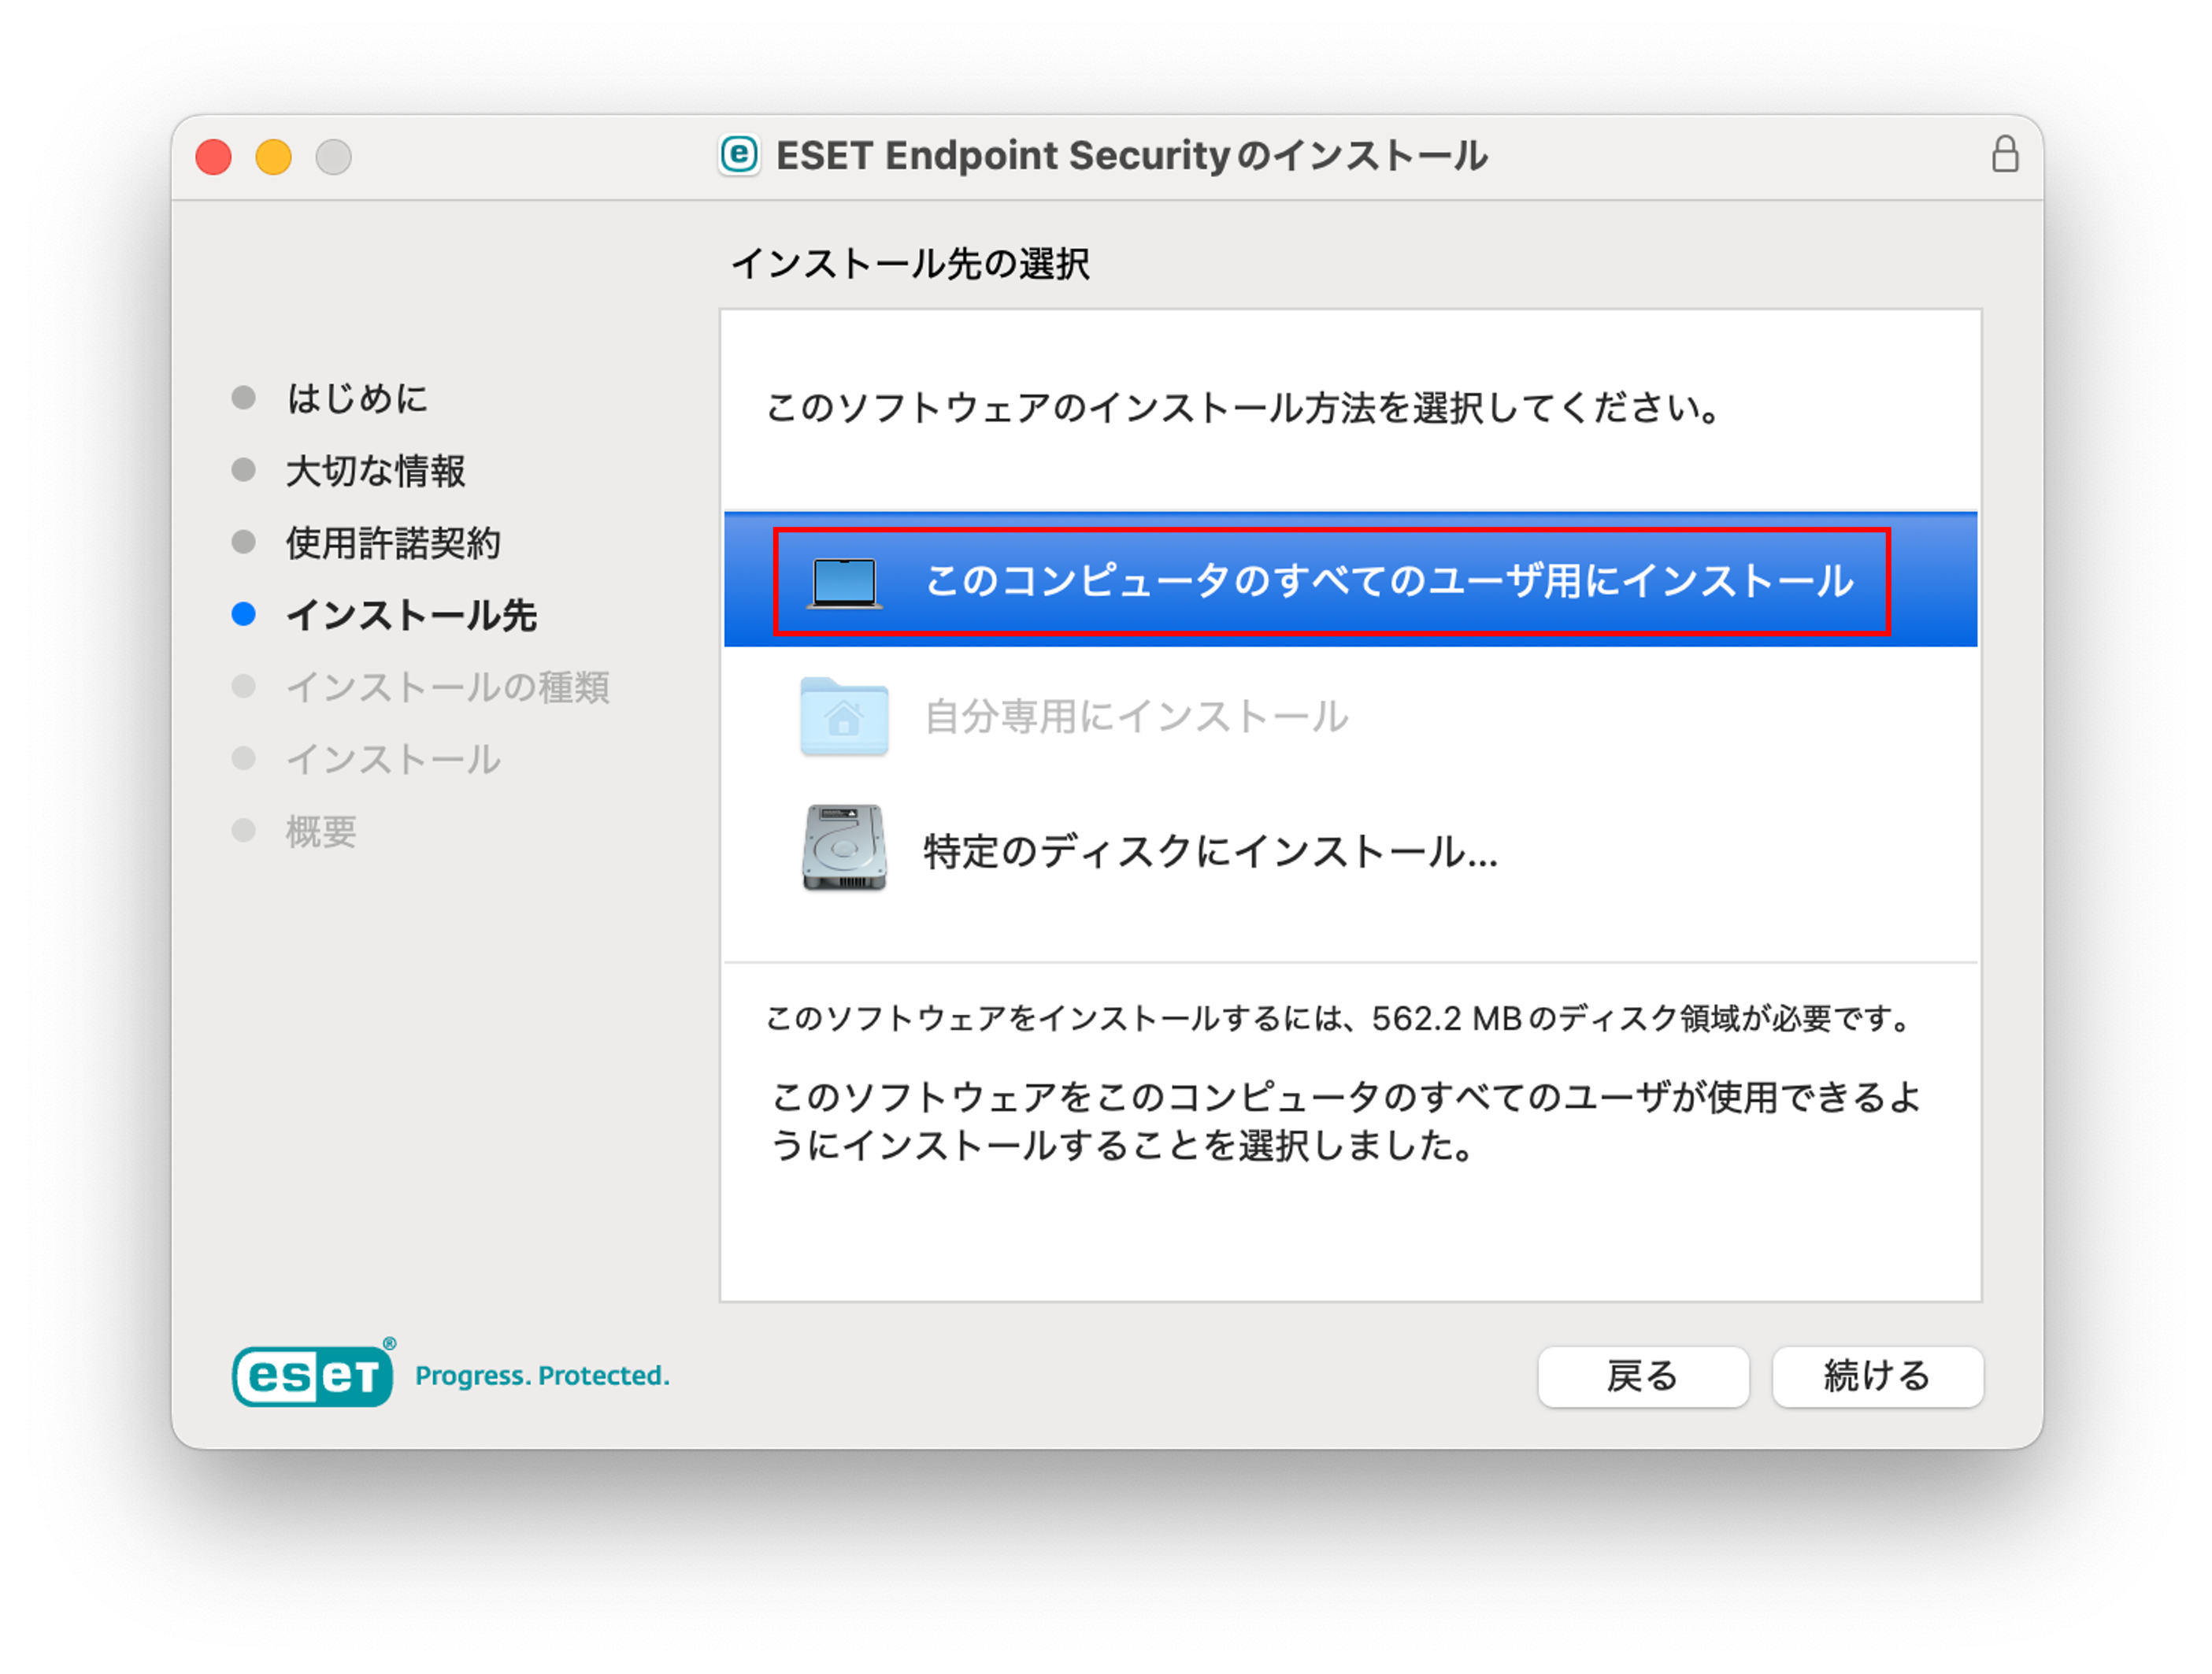 ESET Endpoint Securityのインストール
インストール先の選択
はじめに
大切な情報
使用許諾契約
インストール先
インストールの種類
インストール
概要
このソフトウェアのインストール方法を選択してください。
このコンピュータのすべてのユーザ用にインストール
自分専用にインストール
特定のディスクにインストール...
このソフトウェアをインストールするには、562.2 MBのディスク領域が必要です。
このソフトウェアをこのコンピュータのすべてのユーザが使用できるよ
うにインストールすることを選択しました。
eseT® Progress. Protected.
戻る
続ける